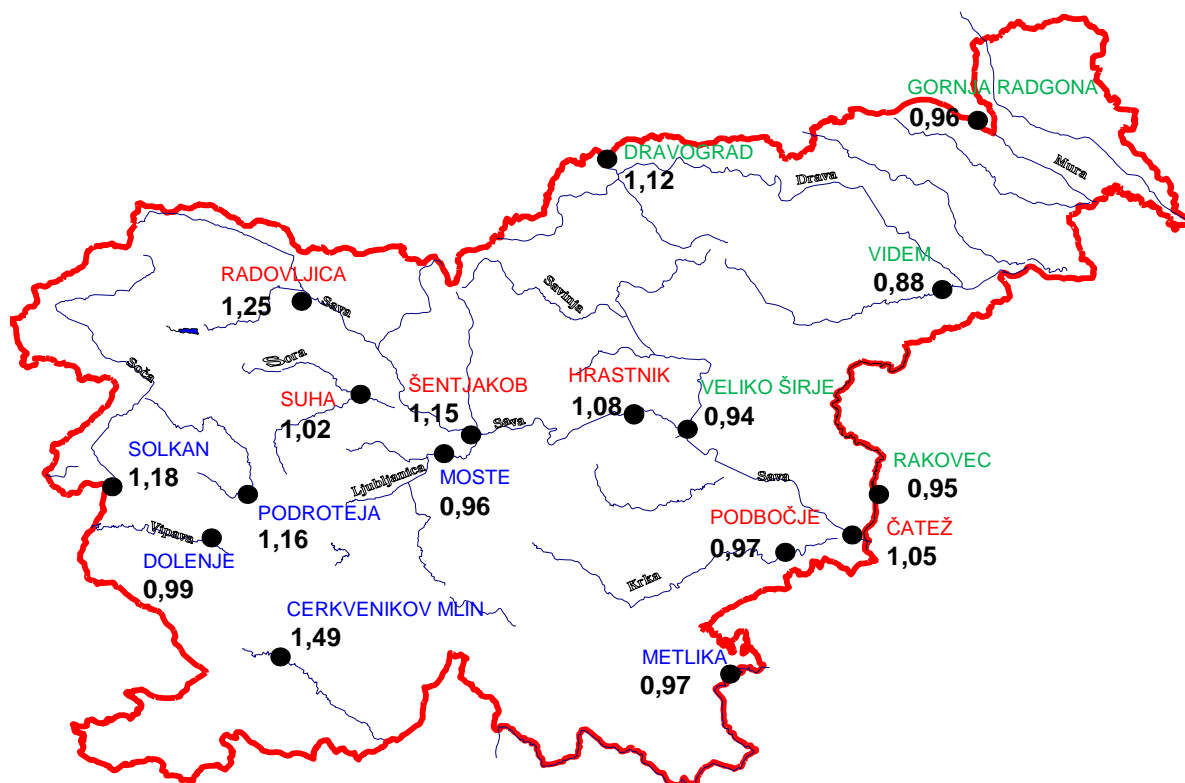 GORNJA RADGONA
0,96
Mura
DRAVOGRAD
1,12
Drava
VIDEM
0,88
RADOVLJICA
1,25
Sava
Savinja
Soča
Sora
SUHA
1,02
ŠENTJAKOB
1,15
Sava
HRASTNIK
1,08
VELIKO ŠIRJE
0,94
SOLKAN
1,18
Ljubljanica
MOSTE
0,96
Sava
RAKOVEC
0,95
PODROTEJA
1,16
Vipava
DOLENJE
0,99
PODBOČJE
0,97
ČATEŽ
1,05
Krka
CERKVENIKOV MLIN
1,49
METLIKA
0,97